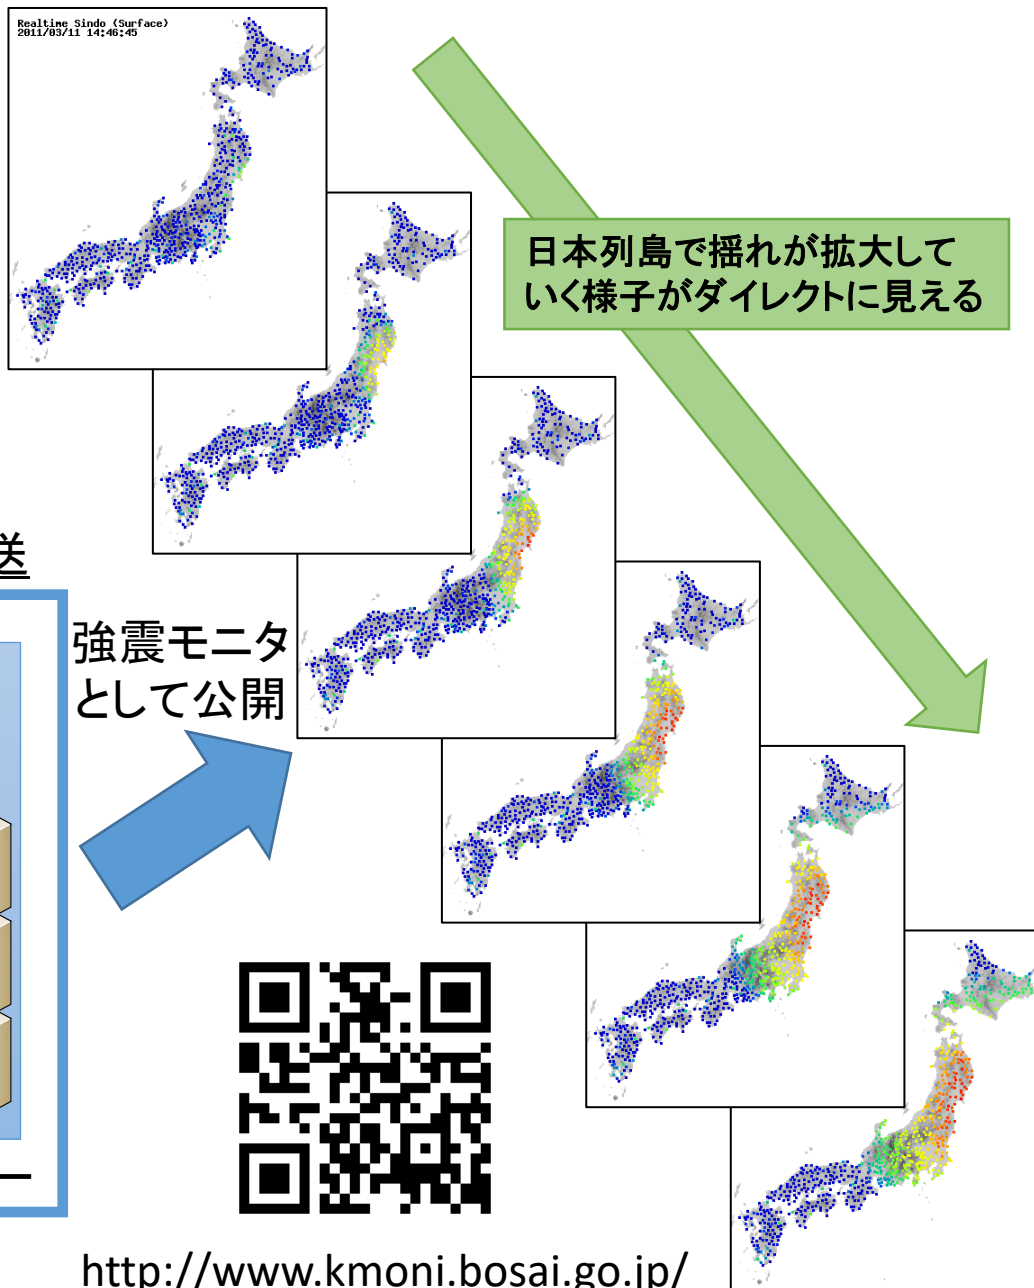 Realtime Sindo (Surface)
2011/03/11 14:46:45
日本列島で揺れが拡大して
いく様子がダイレクトに見える
送
強震モニタ
として公開
ー
http://www.kmoni.bosai.go.jp/